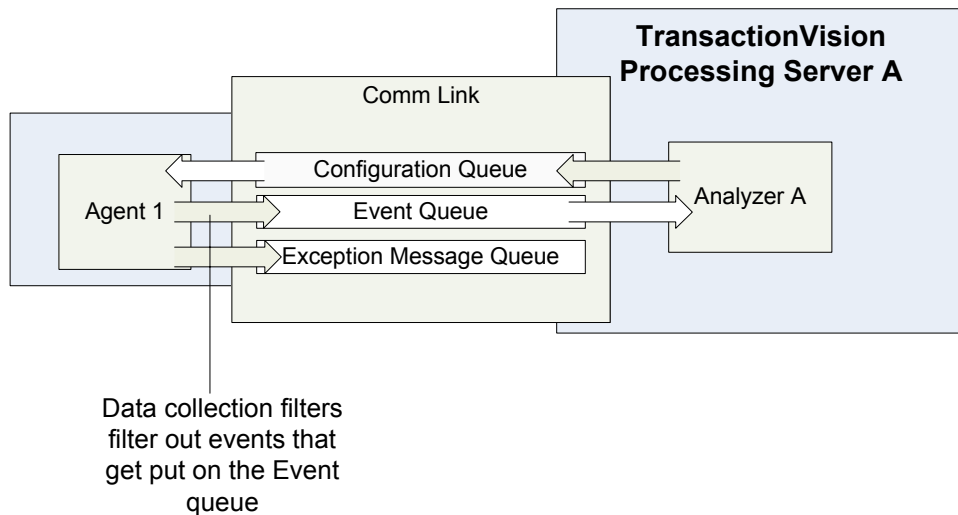 TransactionVision
Processing Server A
Comm Link
Configuration Queue
Agent 1
Event Queue
Analyzer A
Exception Message Queue
Data collection filters
filter out events that
get put on the Event
queue